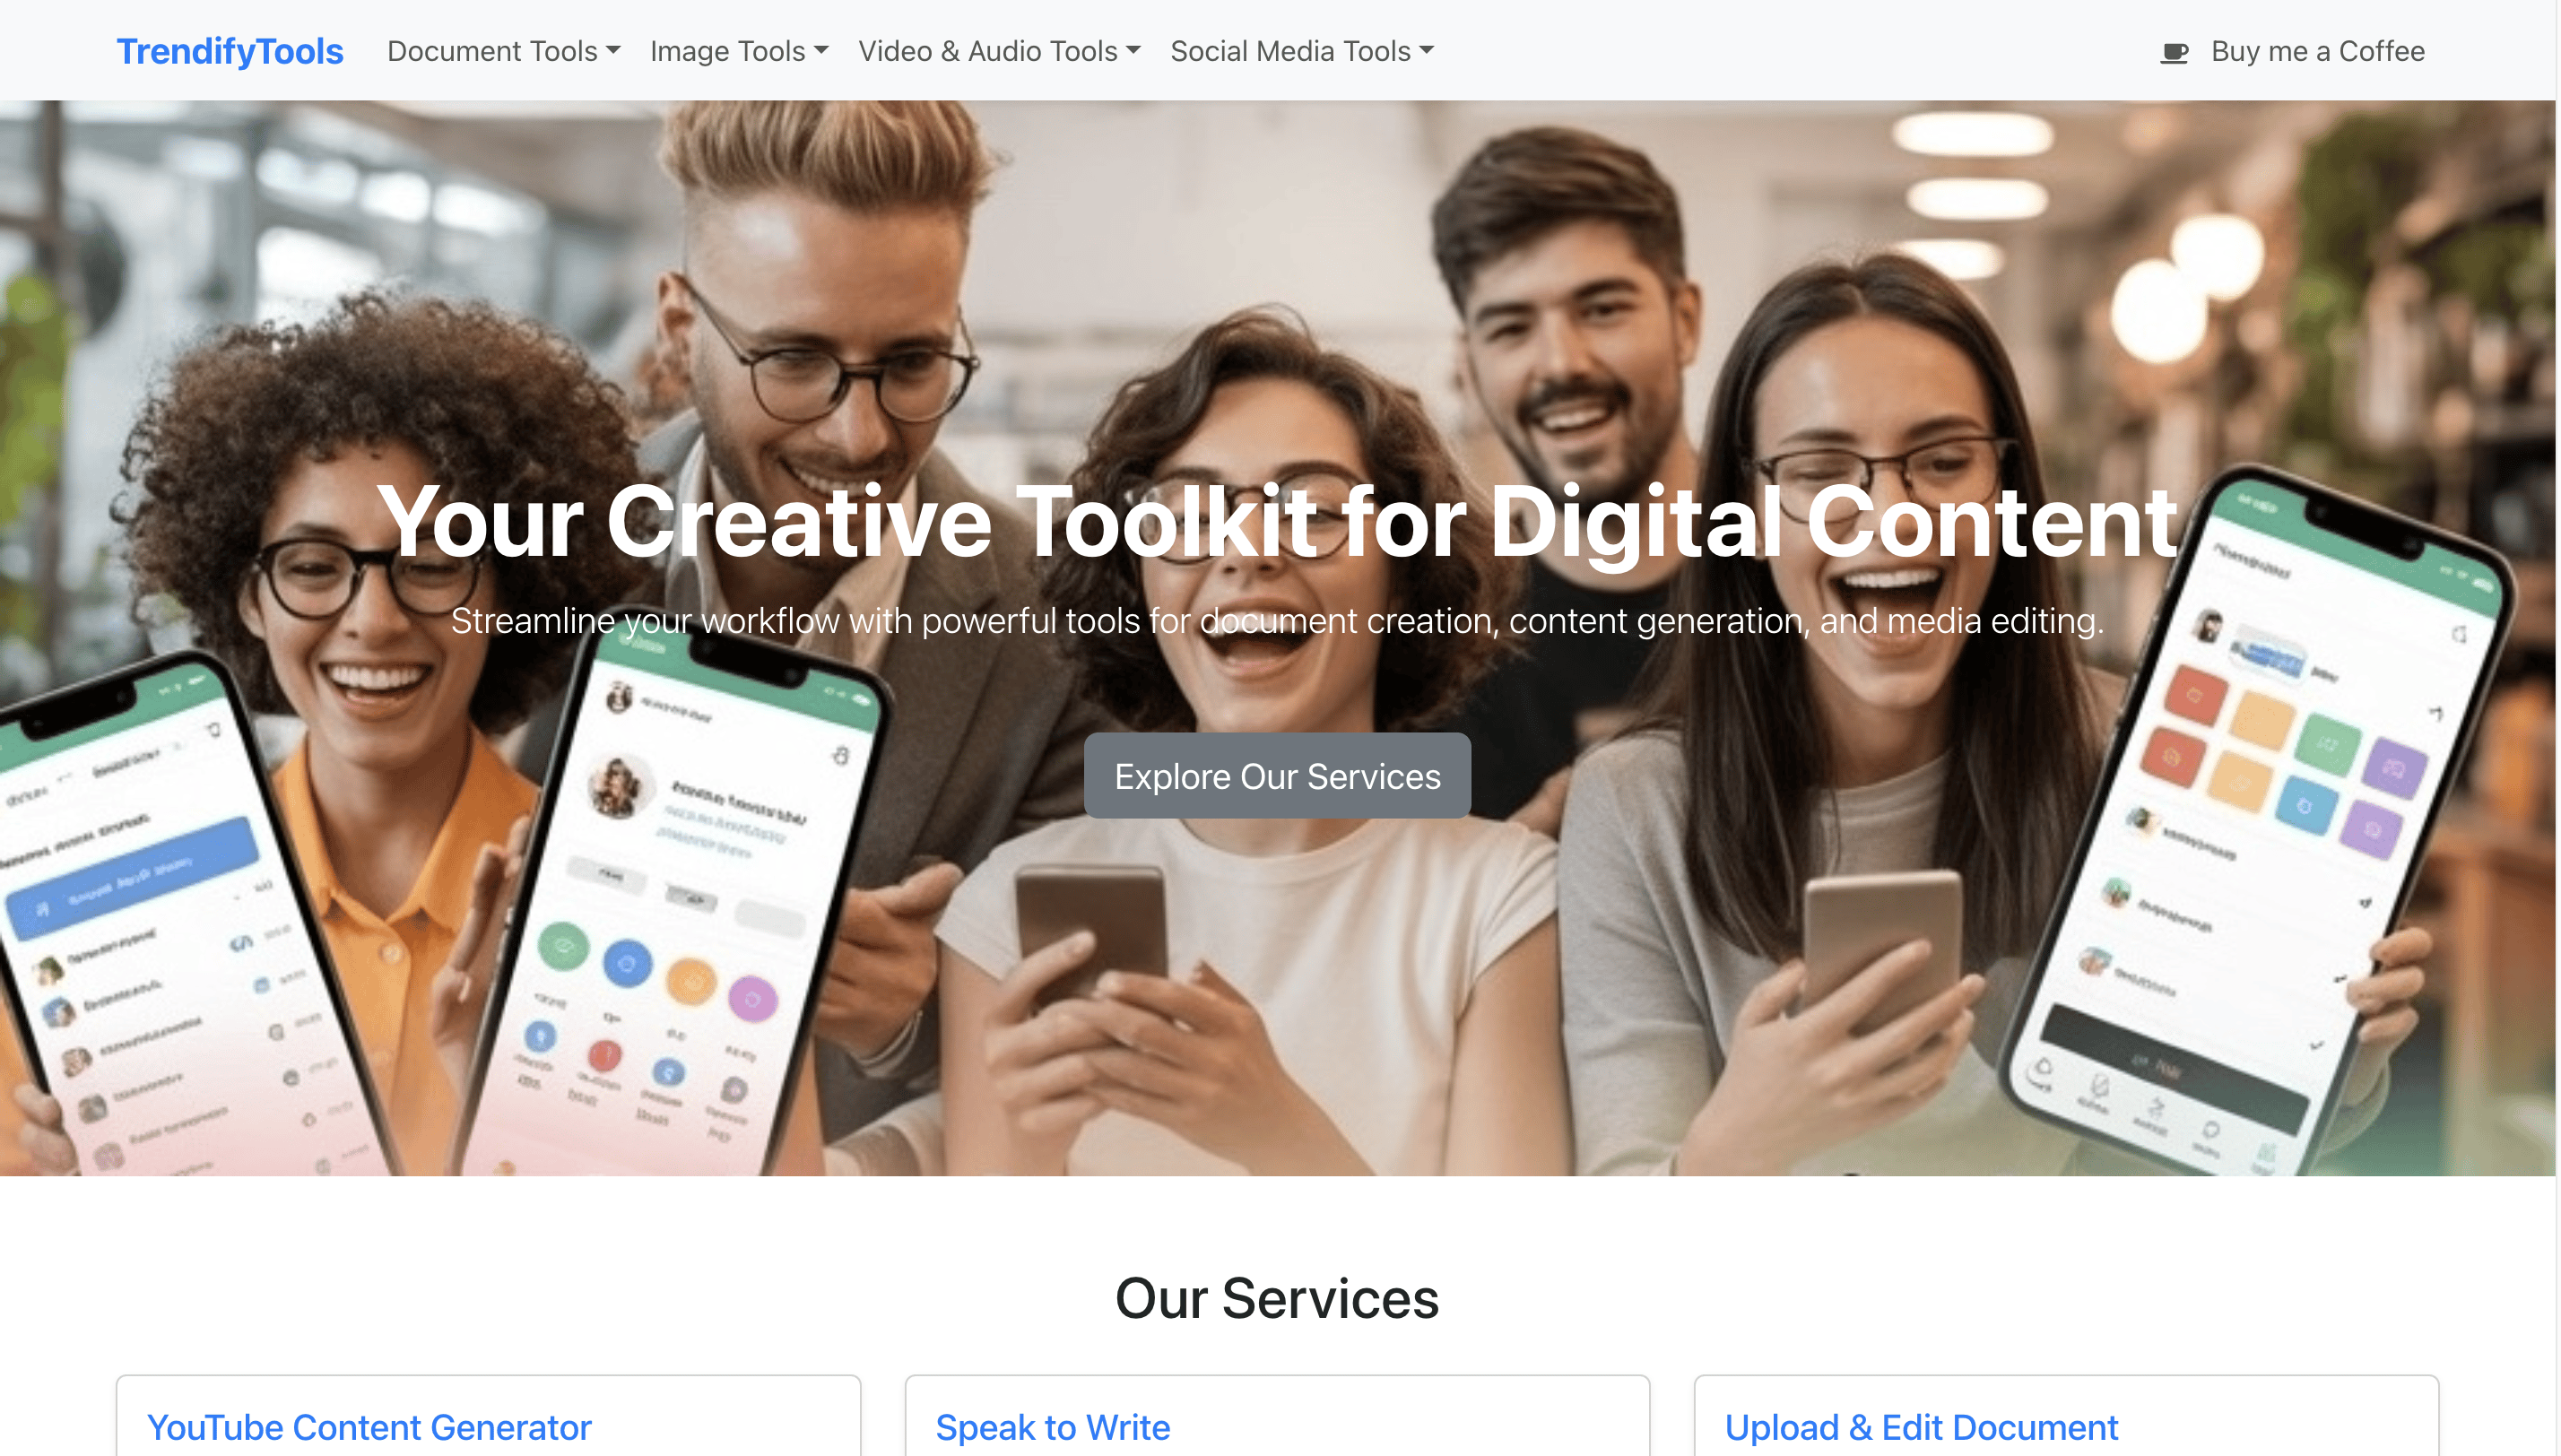 TrendifyTools Document Tools Image Tools Video & Audio Tools Social Media Tools Buy me a Coffee
Your Creative Toolkit for Digital Content
Streamline your workflow with powerful tools for document creation, content generation, and media editing.
Explore Our Services
Our Services
YouTube Content Generator
Speak to Write
Upload & Edit Document